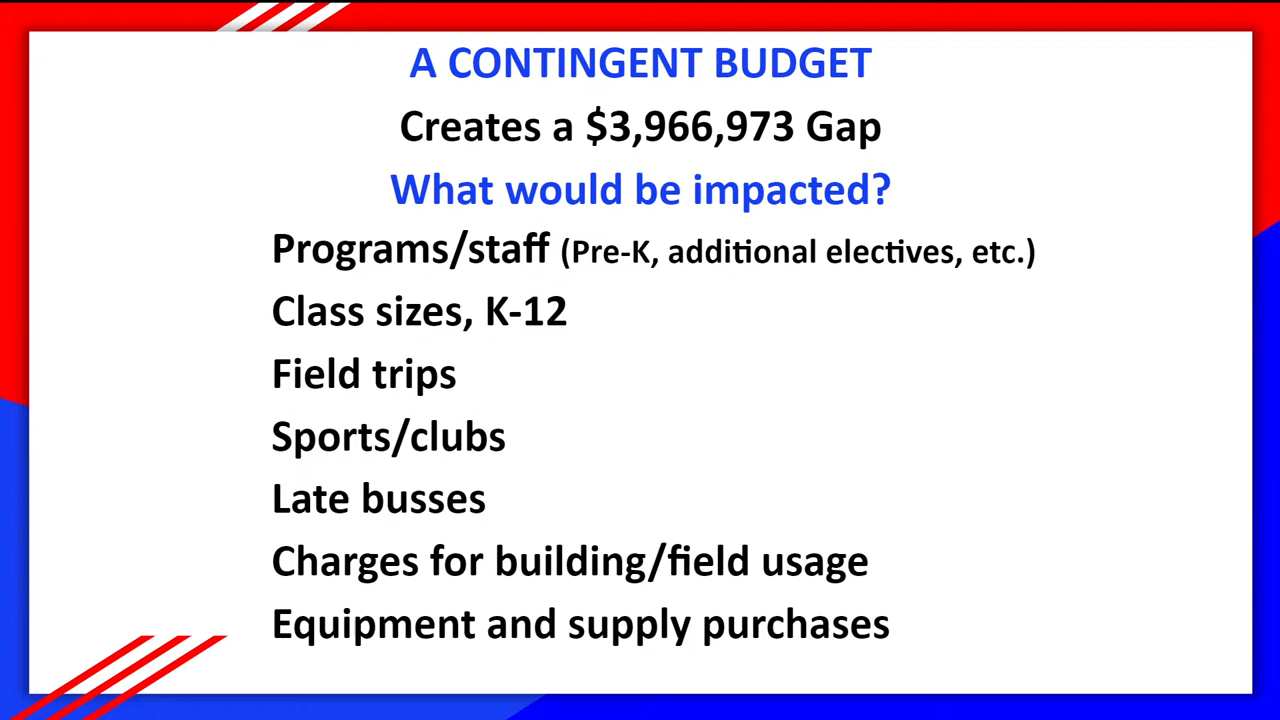 A CONTINGENT BUDGET
Creates a $3,966,973 Gap
What would be impacted?
Programs/staff (Pre-K, additional electives, etc.)
Class sizes, K-12
Field trips
Sports/clubs
Late busses
Charges for building/field usage
Equipment and supply purchases